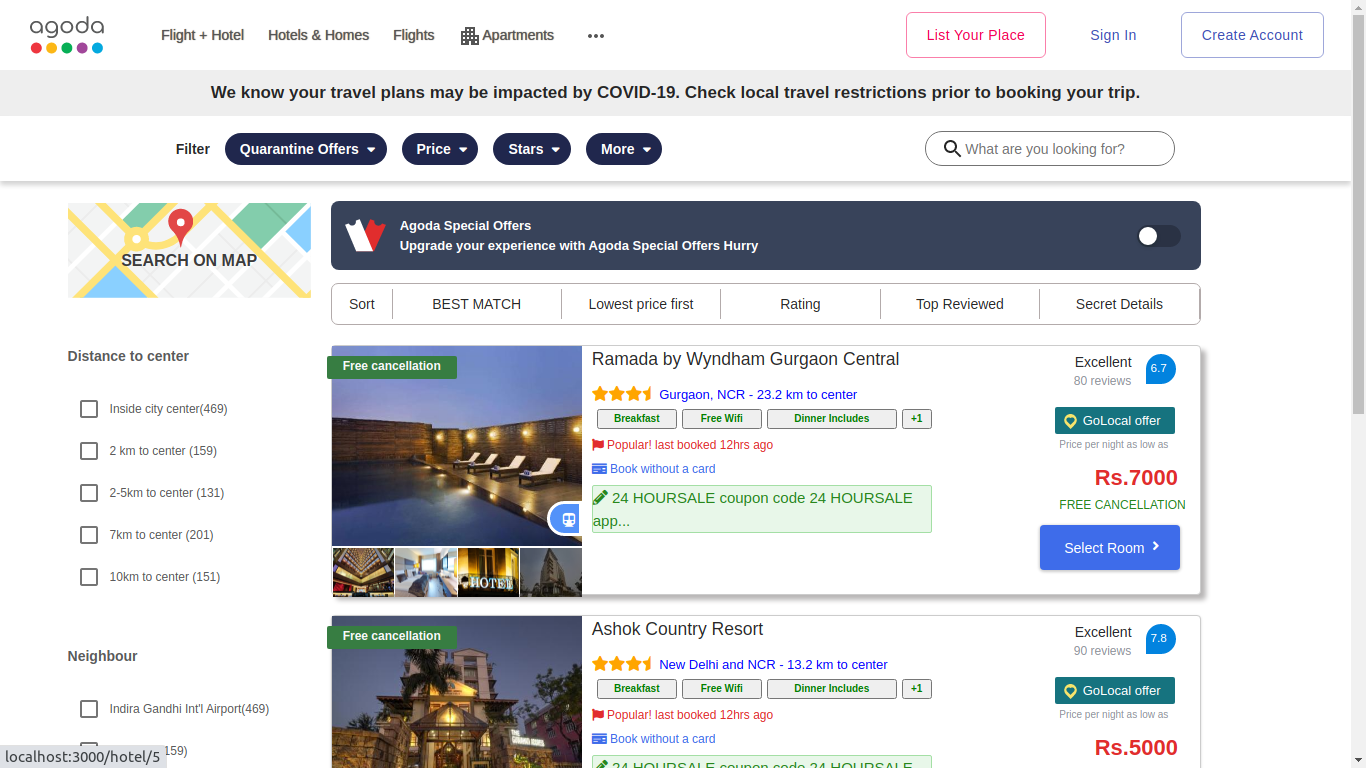 agoda
Flight + Hotel
Hotels & Homes
Flights
Apartments
List Your Place
Sign In
Create Account
We know your travel plans may be impacted by COVID-19. Check local travel restrictions prior to booking your trip.
Filter
Quarantine Offers
Price
Stars
More
What are you looking for?
SEARCH ON MAP
Agoda Special Offers
Upgrade your experience with Agoda Special Offers Hurry
Sort
BEST MATCH
Lowest price first
Rating
Top Reviewed
Secret Details
Distance to center
Inside city center(469)
2 km to center (159)
2-5km to center (131)
7km to center (201)
10km to center (151)
Neighbour
Indira Gandhi Int'l Airport(469)
159)
Free cancellation
HOTEL
Ramada by Wyndham Gurgaon Central
Gurgaon, NCR - 23.2 km to center
Breakfast
Free Wifi
Dinner Includes
+1
Popular! last booked 12hrs ago
Book without a card
24 HOURSALE coupon code 24 HOURSALE
app...
Excellent
6.7
80 reviews
GoLocal offer
Price per night as low as
Rs.7000
FREE CANCELLATION
Select Room
Free cancellation
Ashok Country Resort
New Delhi and NCR - 13.2 km to center
Breakfast
Free Wifi
Dinner Includes
+1
Popular! last booked 12hrs ago
Book without a card
24 HOURSALE coupon code 24 HOURSALE
Excellent
7.8
90 reviews
GoLocal offer
Price per night as low as
Rs.5000
localhost:3000/hotel/5